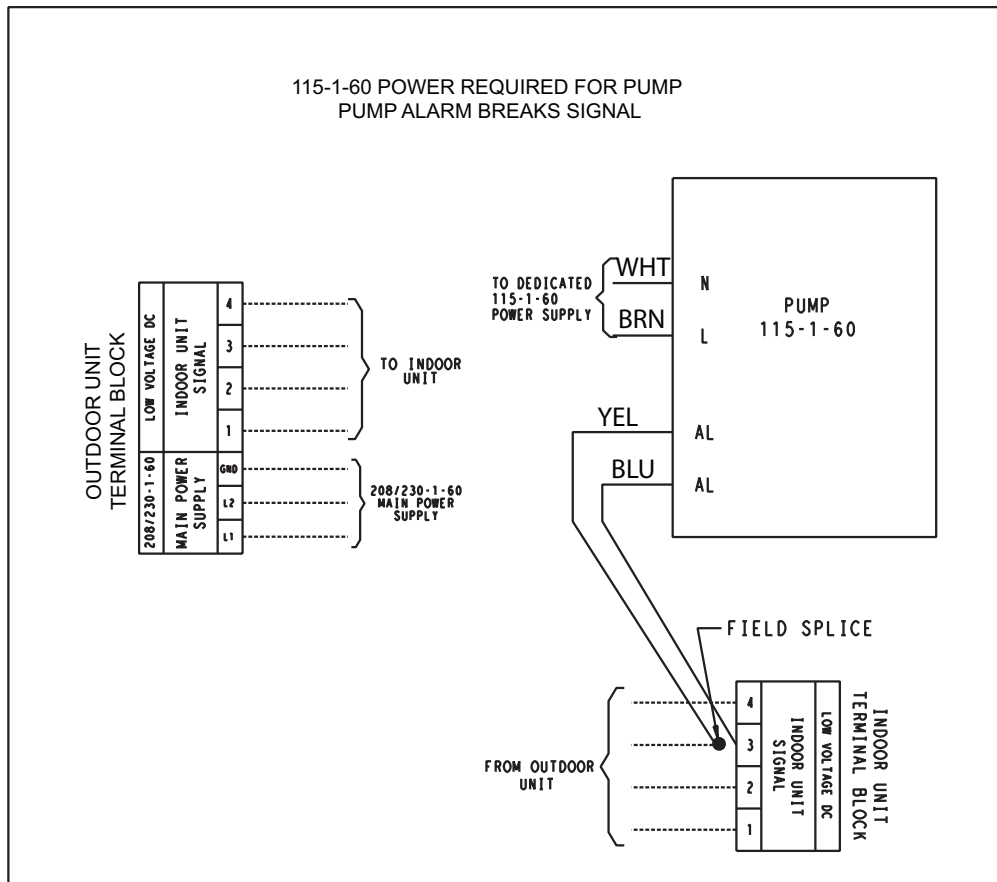 115-1-60 POWER REQUIRED FOR PUMP
PUMP ALARM BREAKS SIGNAL
OUTDOOR UNIT
TERMINAL BLOCK
LOW VOLTAGE DC
INDOOR UNIT
SIGNAL
4
3
2
1
TO INDOOR
UNIT
208/230-1-60
MAIN POWER
SUPPLY
GND
L2
L1
208/230-1-60
MAIN POWER
SUPPLY
TO DEDICATED
115-1-60
POWER SUPPLY
WHT
BRN
YEL
BLU
N
L
AL
AL
PUMP
115-1-60
FIELD SPLICE
FROM OUTDOOR
UNIT
4
3
2
1
INDOOR UNIT
SIGNAL
LOW VOLTAGE DC
INDOOR UNIT
TERMINAL BLOCK